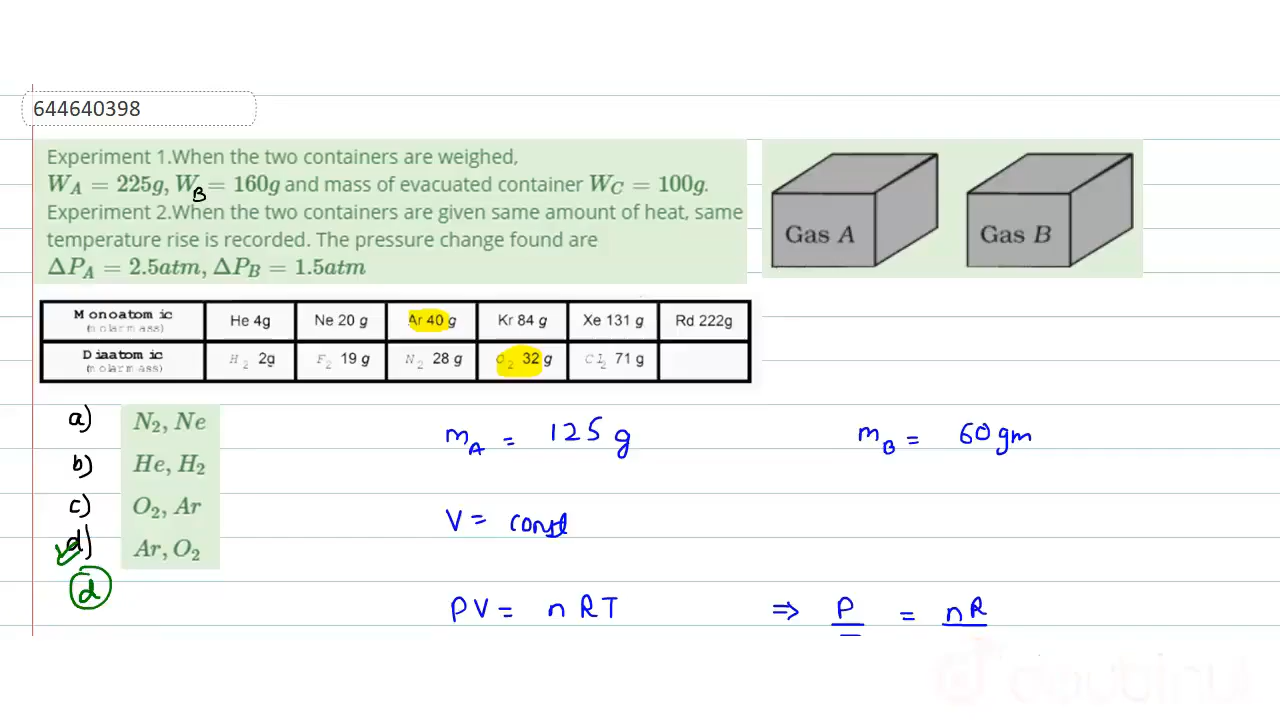 644640398
Experiment 1.When the two containers are weighed,
W_A = 225g, W_B = 160g and mass of evacuated container W_C = 100g.
Experiment 2.When the two containers are given same amount of heat, same
temperature rise is recorded. The pressure change found are
ΔP_A = 2.5atm, ΔP_B = 1.5atm
Gas A Gas B
Monoatomic (molar mass) He 4g Ne 20 g Ar 40 g Kr 84 g Xe 131 g Rd 222g
Diaatomic (molar mass) H₂ 2g F₂ 19 g N₂ 28 g O₂ 32 g Cl₂ 71 g
a) N₂, Ne
b) He, H₂
c) O₂, Ar
d) Ar, O₂
d
m_A = 125 g m_B = 60 gm
V = const
PV = nRT ⇒ P = nR